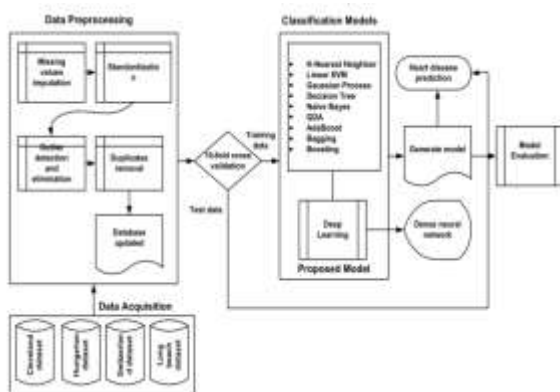 Data Preprocessing
Missing
values
imputation
Standardizatio
n
Outlier
detection
and
elimination
Duplicates
removal
Database
updated
Data Acquisition
Cleveland
dataset
Hungarian
dataset
dataset
Long
beach
dataset
10-fold cross
validation
Training
data
Test data
Classification Models
K-Nearest Neighbor
Linear SVM
Gaussian Process
Decision Tree
Naive Bayes
QDA
AdaBoost
Bagging
Boosting
Deep
Learning
Proposed Model
Dense neural
network
Generate model
Heart disease
prediction
Model
Evaluation